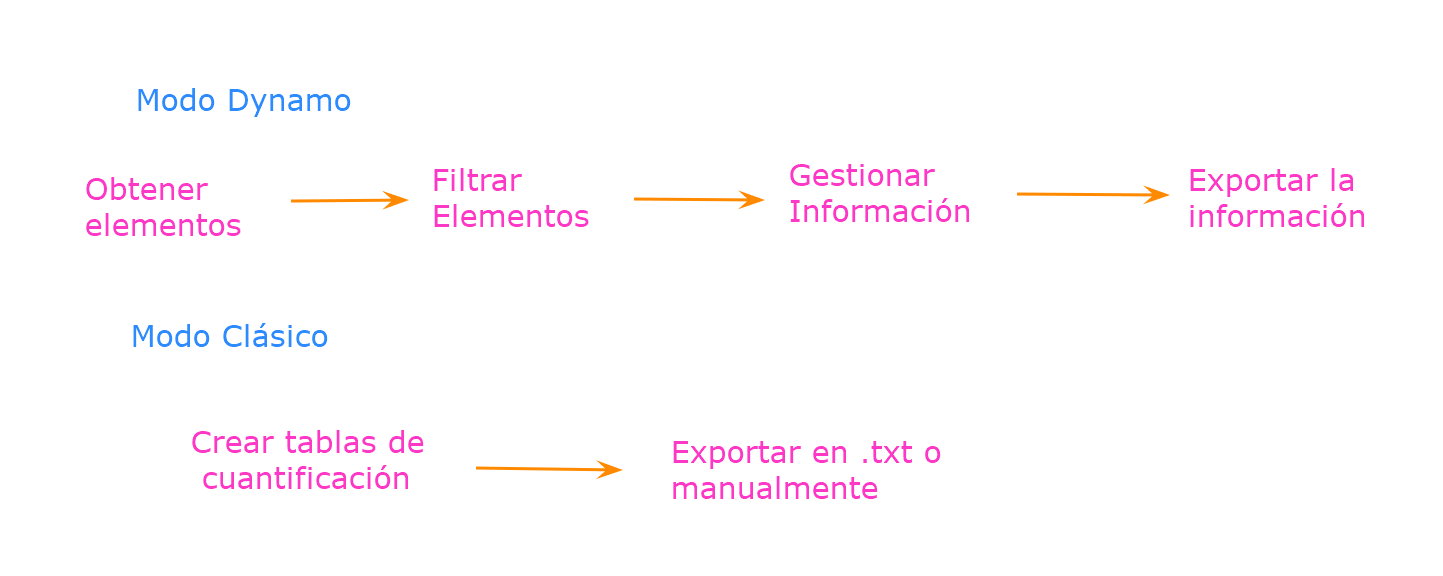 Modo Dynamo
Obtener
elementos
Filtrar
Elementos
Gestionar
Información
Exportar la
información
Modo Clásico
Crear tablas de
cuantificación
Exportar en .txt o
manualmente